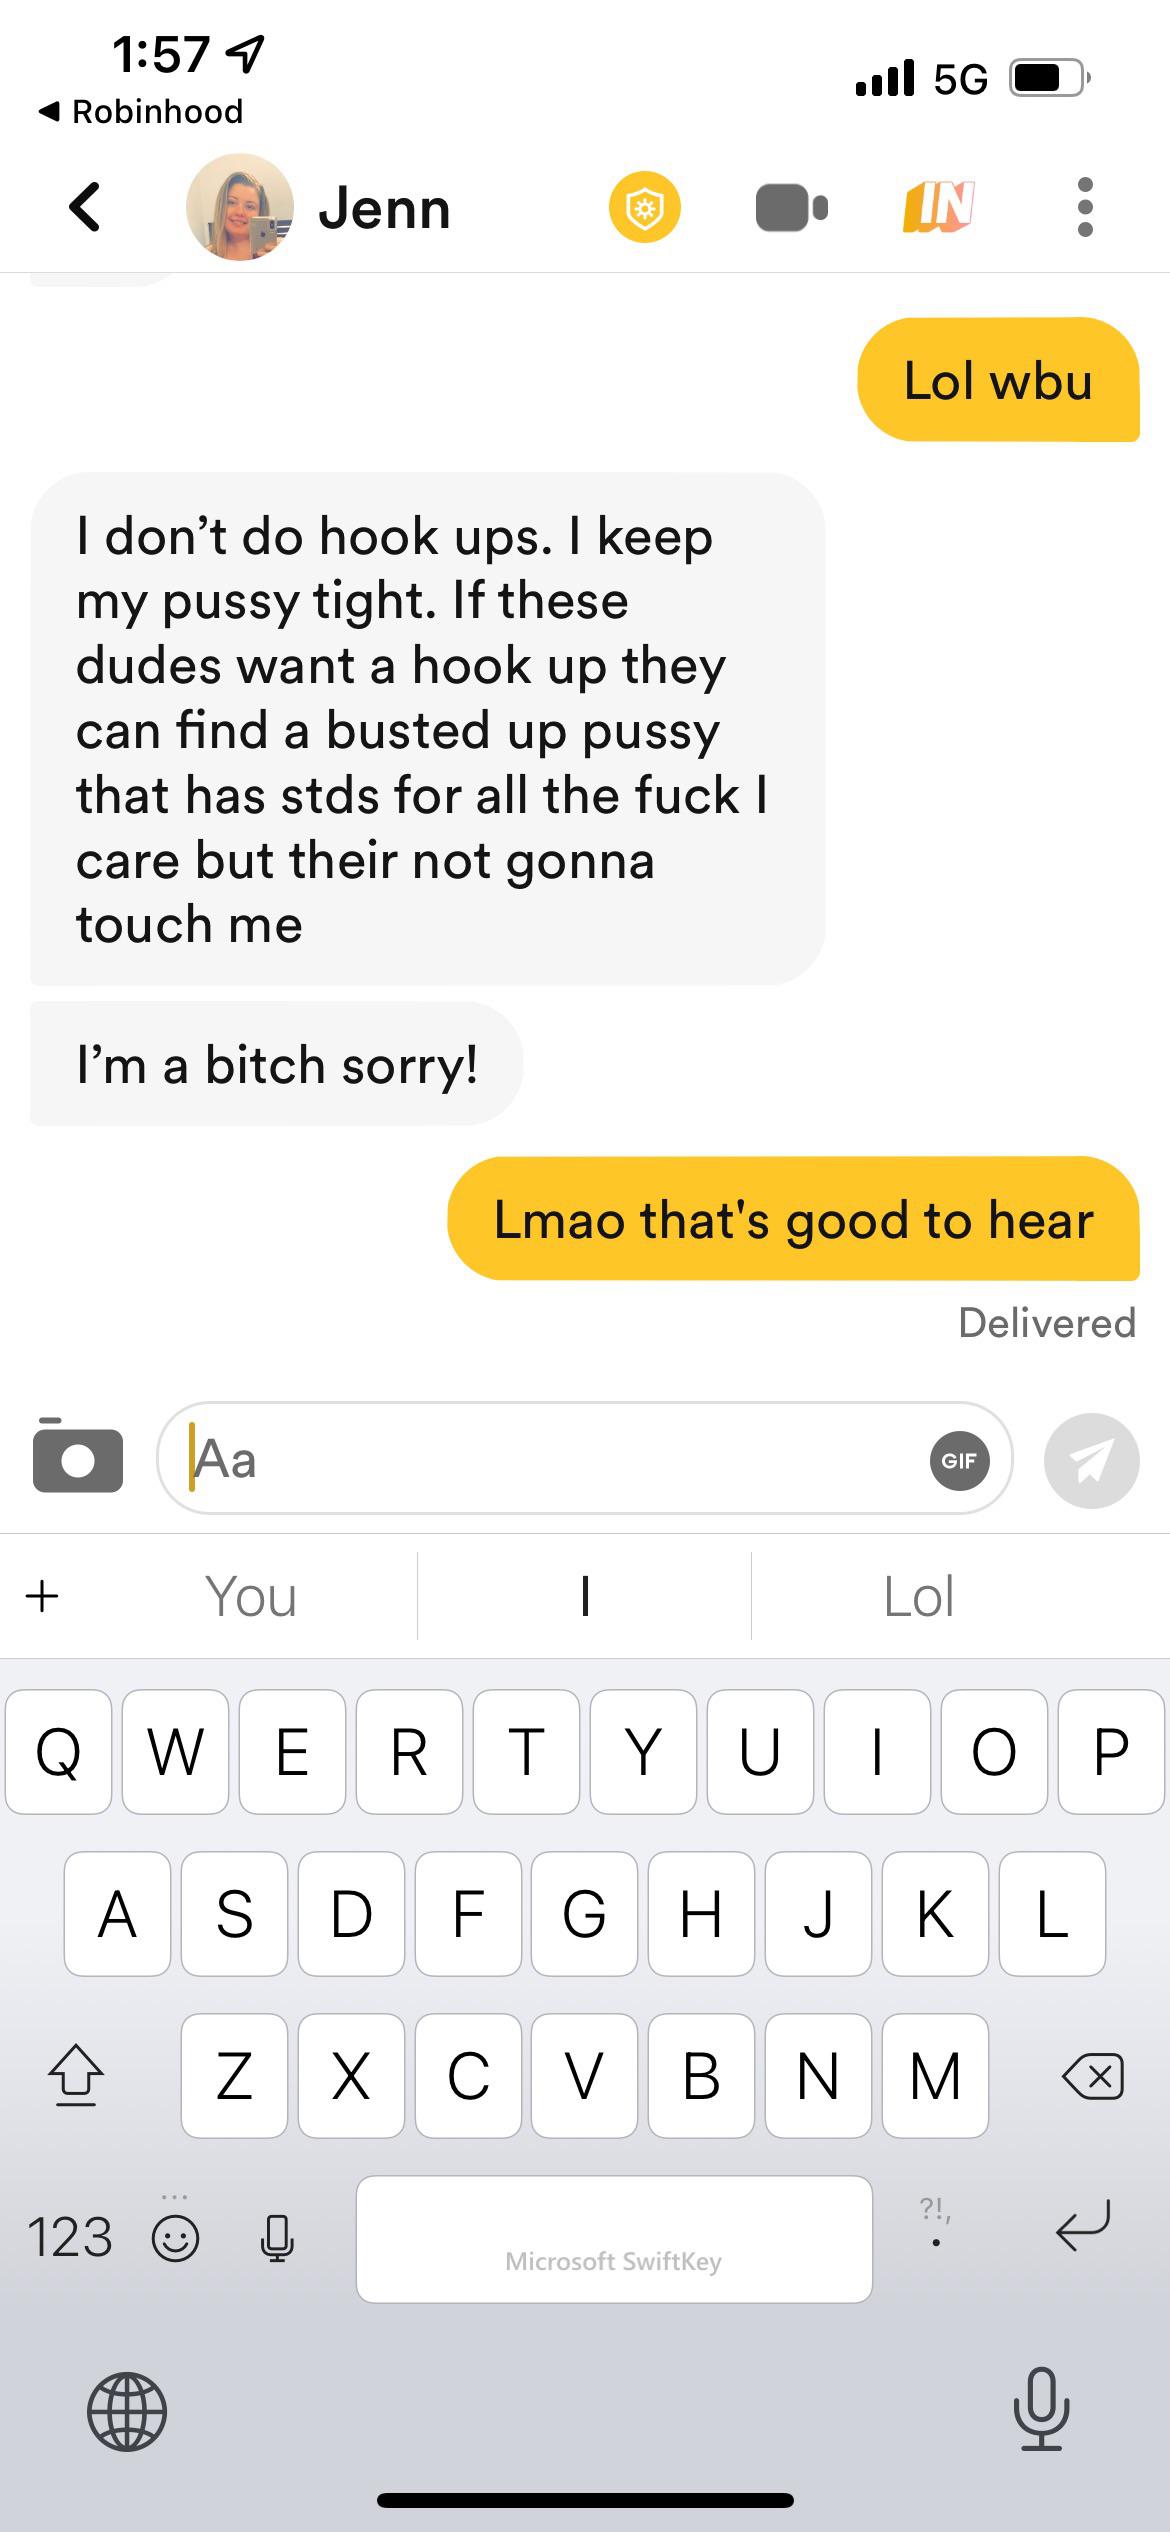 1:57
5G
Robinhood
Jenn
IN
Lol wbu
I don’t do hook ups. I keep
my pussy tight. If these
dudes want a hook up they
can find a busted up pussy
that has stds for all the fuck I
care but their not gonna
touch me
I’m a bitch sorry!
Lmao that's good to hear
Delivered
Aa
GIF
You
I
Lol
Q W E R T Y U I O P
A S D F G H J K L
Z X C V B N M
123
?!,
.
Microsoft SwiftKey